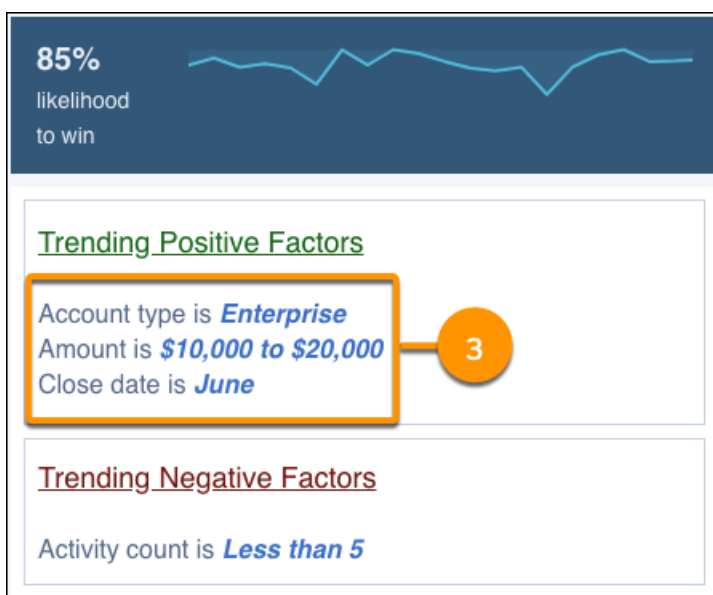 85%
likelihood
to win
Trending Positive Factors
Account type is Enterprise
Amount is $10,000 to $20,000
Close date is June
3
Trending Negative Factors
Activity count is Less than 5